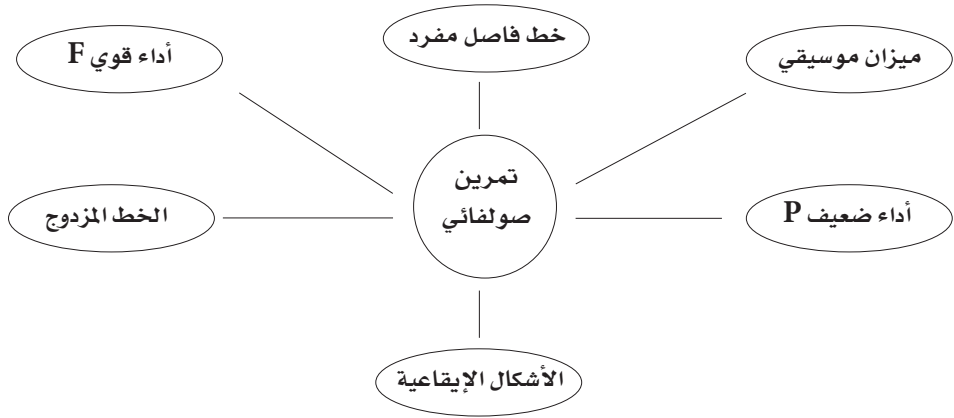 خط فاصل مفرد
ميزان موسيقي
أداء قوي F
تمرين
صولفائي
أداء ضعيف P
الخط المزدوج
الأشكال الإيقاعية